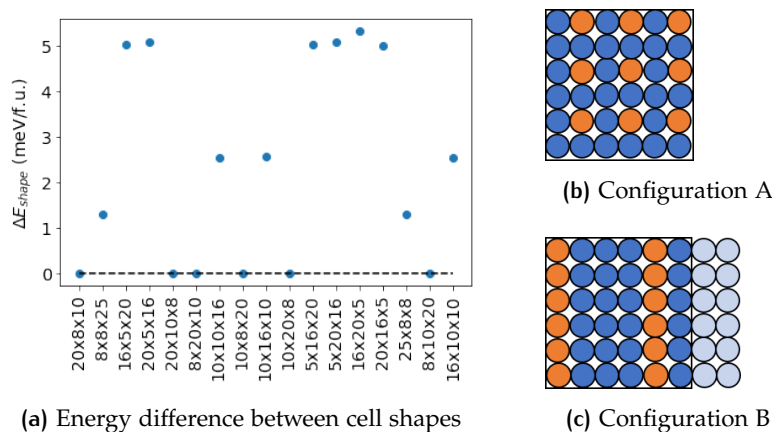 5
4
3
2
1
0
ΔE_shape (meV/f.u.)
20x8x10
8x8x25
16x5x20
20x5x16
20x10x8
8x20x10
10x10x16
10x8x20
10x16x10
10x20x8
5x16x20
5x20x16
16x20x5
20x16x5
25x8x8
8x10x20
16x10x10
(a) Energy difference between cell shapes
(b) Configuration A
(c) Configuration B